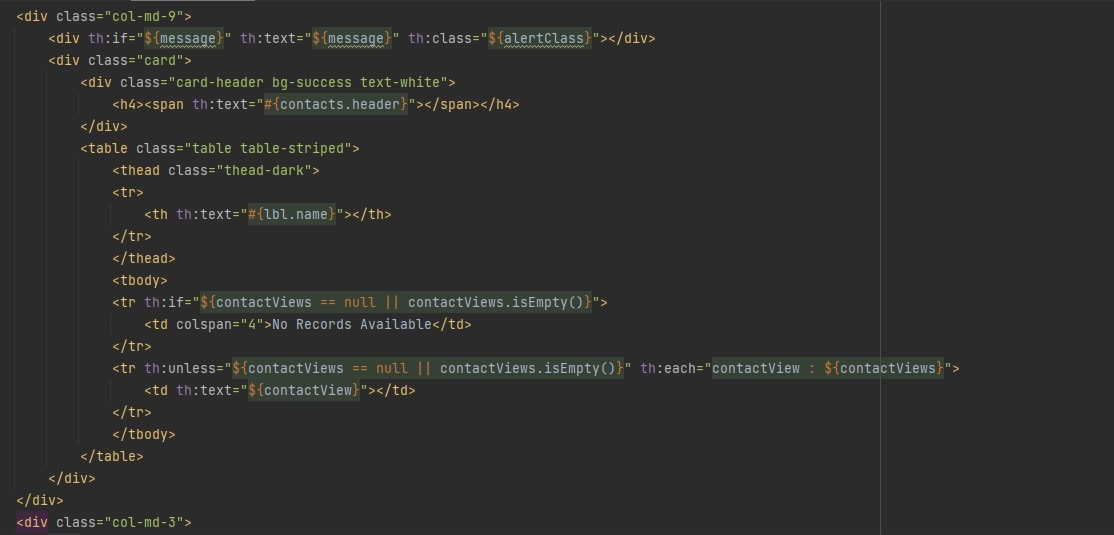 <div class="col-md-9">
<div th:if="${message}" th:text="${message}" th:class="${alertClass}"></div>
<div class="card">
<div class="card-header bg-success text-white">
<h4><span th:text="#{contacts.header}"></span></h4>
</div>
<table class="table table-striped">
<thead class="thead-dark">
<tr>
<th th:text="#{lbl.name}"></th>
</tr>
</thead>
<tbody>
<tr th:if="${contactViews == null || contactViews.isEmpty()}">
<td colspan="4">No Records Available</td>
</tr>
<tr th:unless="${contactViews == null || contactViews.isEmpty()}" th:each="contactView : ${contactViews}">
<td th:text="${contactView}"></td>
</tr>
</tbody>
</table>
</div>
</div>
<div class="col-md-3">